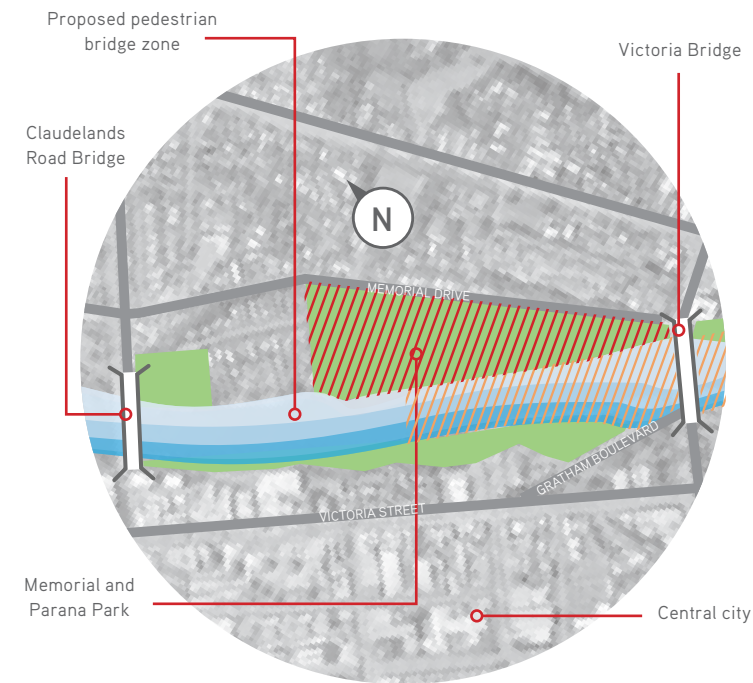 Proposed pedestrian
bridge zone
Victoria Bridge
Claudelands
Road Bridge
N
MEMORIAL DRIVE
GRATHAM BOULEVARD
VICTORIA STREET
Memorial and
Parana Park
Central city